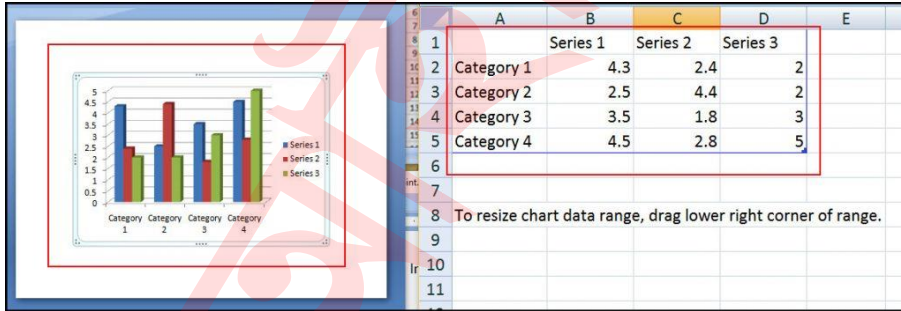 5
4.5
4
3.5
3
2.5
2
1.5
1
0.5
0
Category 1 Category 2 Category 3 Category 4
Series 1
Series 2
Series 3
A B C D E
1 Series 1 Series 2 Series 3
2 Category 1 4.3 2.4 2
3 Category 2 2.5 4.4 2
4 Category 3 3.5 1.8 3
5 Category 4 4.5 2.8 5
6
7
8 To resize chart data range, drag lower right corner of range.
9
10
11